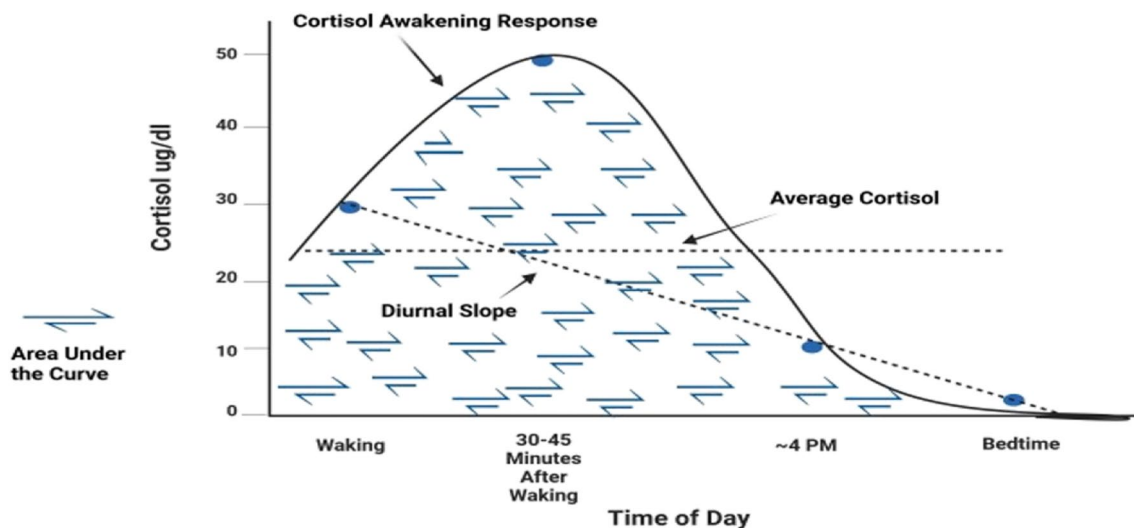 Cortisol Awakening Response
50
40
30
20
10
0
Cortisol ug/dl
Average Cortisol
Diurnal Slope
Area Under
the Curve
Waking
30-45
Minutes
After
Waking
~4 PM
Bedtime
Time of Day